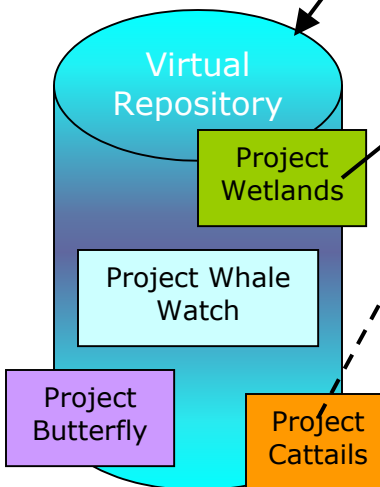 Virtual
Repository
Project
Wetlands
Project Whale
Watch
Project
Butterfly
Project
Cattails